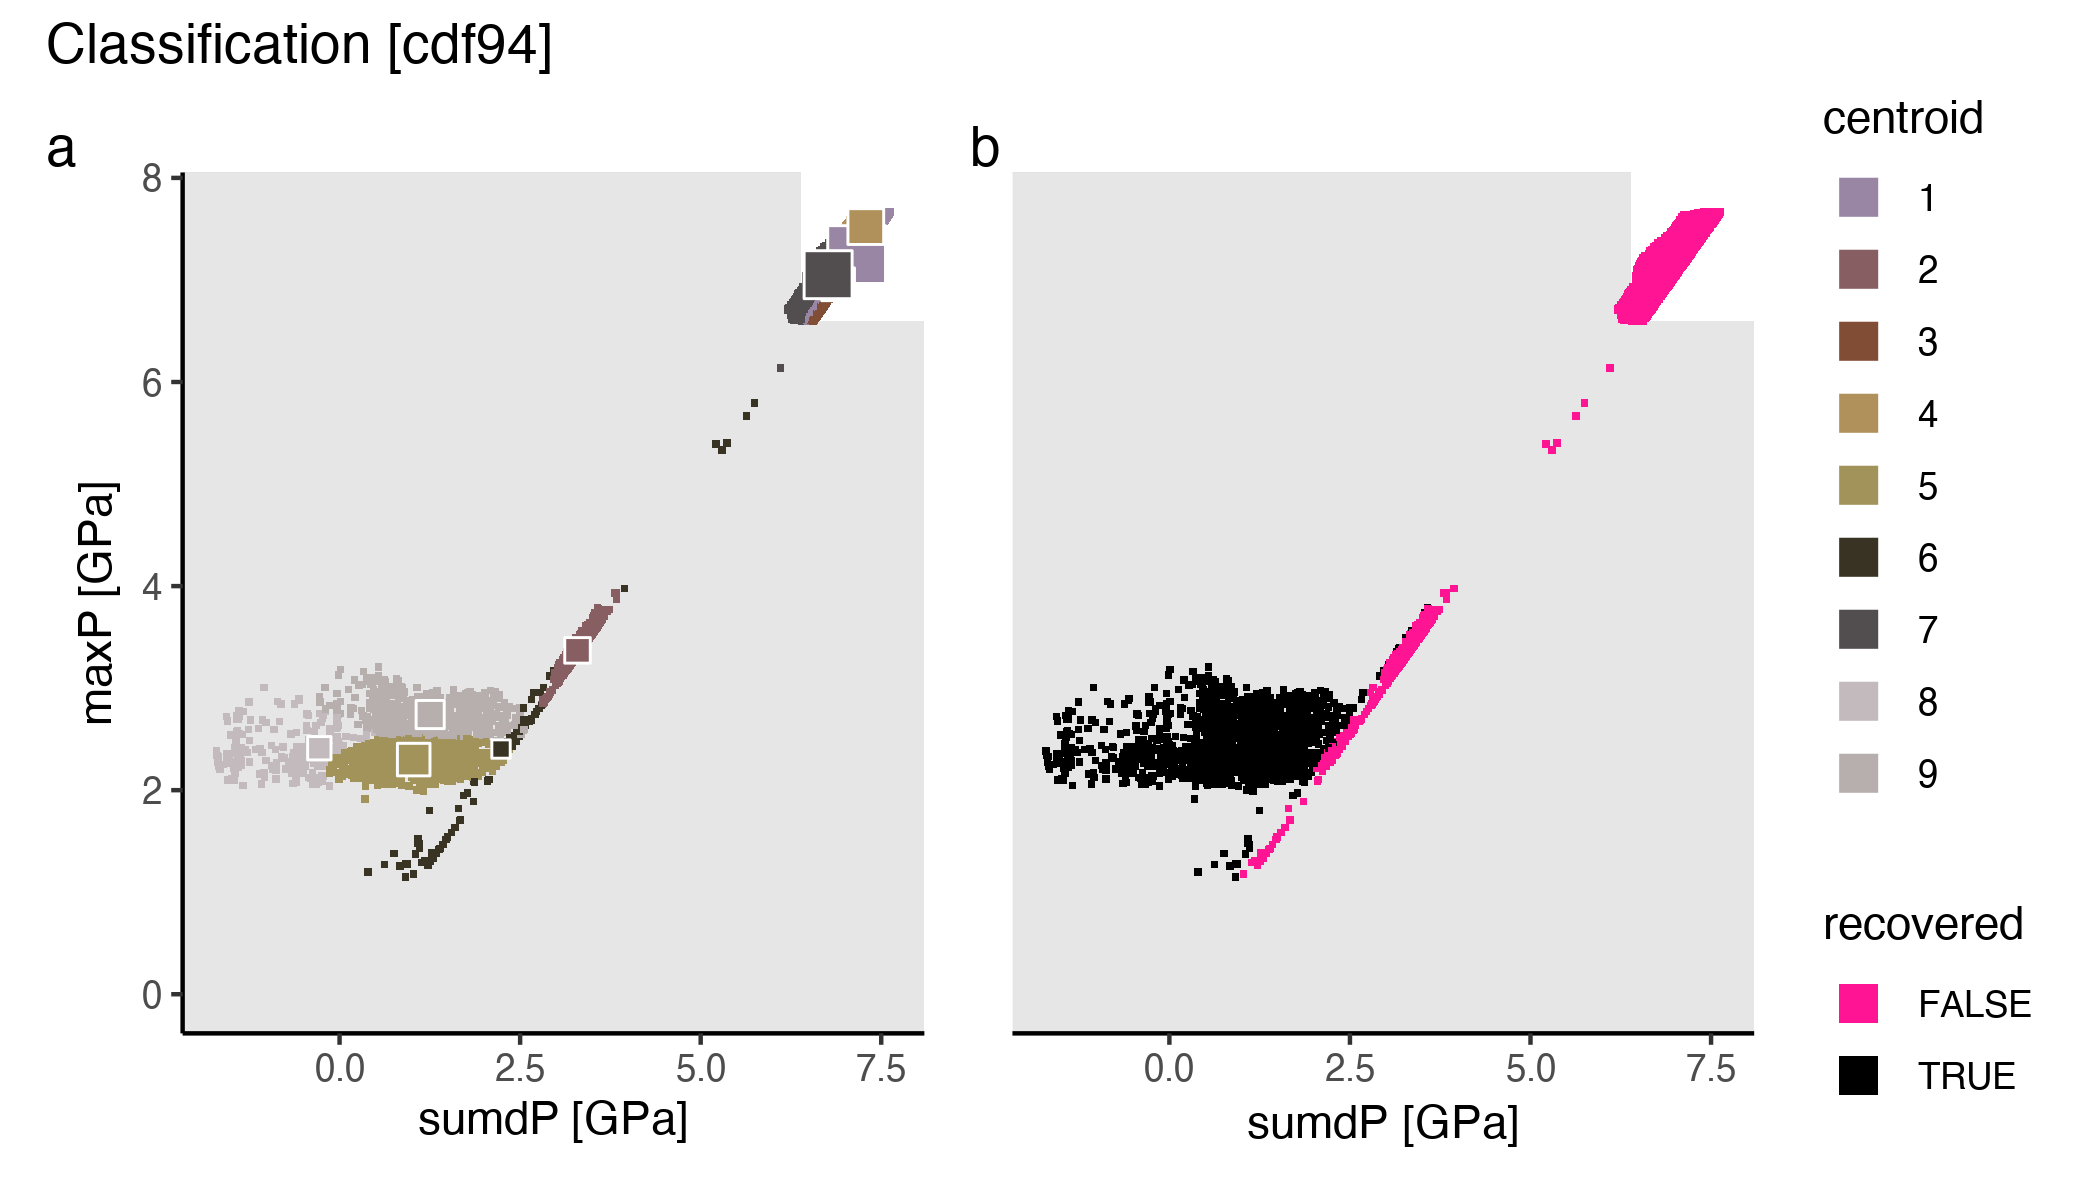 Classification [cdf94]
a
b
maxP [GPa]
8
6
4
2
0
0.0 2.5 5.0 7.5
sumdP [GPa]
0.0 2.5 5.0 7.5
sumdP [GPa]
centroid
1
2
3
4
5
6
7
8
9
recovered
FALSE
TRUE